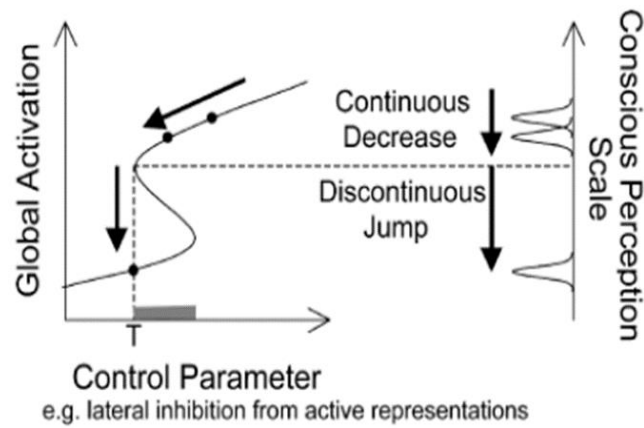 Global Activation
Continuous
Decrease
Discontinuous
Jump
Conscious Perception
Scale
T
Control Parameter
e.g. lateral inhibition from active representations